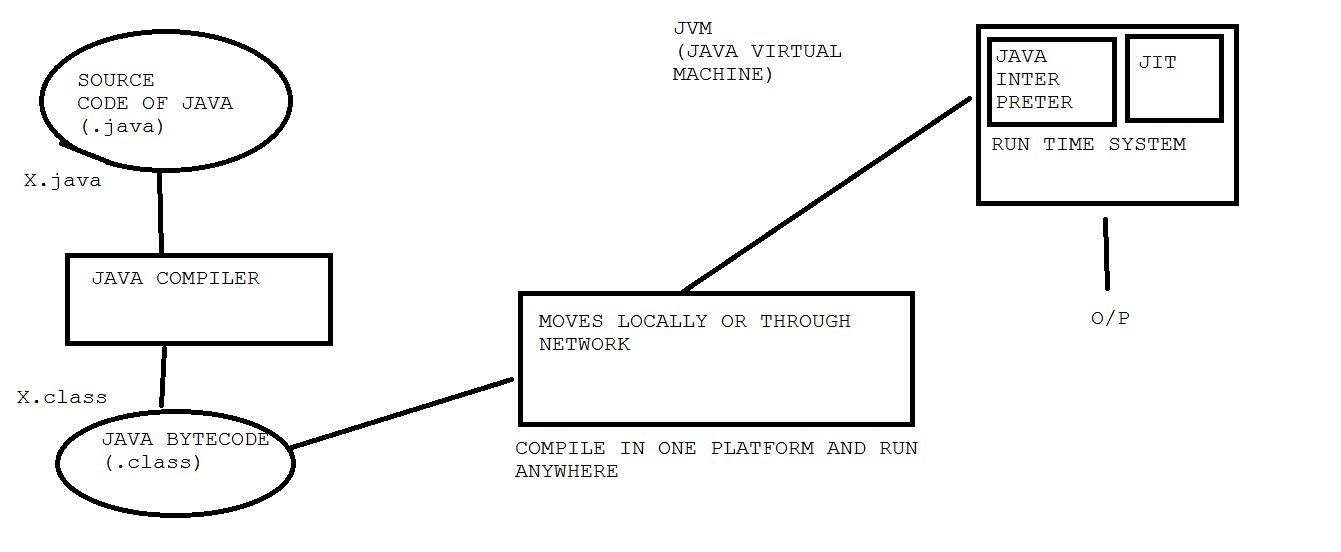 SOURCE
CODE OF JAVA
(.java)
X.java
JAVA COMPILER
X.class
JAVA BYTECODE
(.class)
MOVES LOCALLY OR THROUGH
NETWORK
COMPILE IN ONE PLATFORM AND RUN
ANYWHERE
JVM
(JAVA VIRTUAL
MACHINE)
JAVA
INTER
PRETER
JIT
RUN TIME SYSTEM
O/P